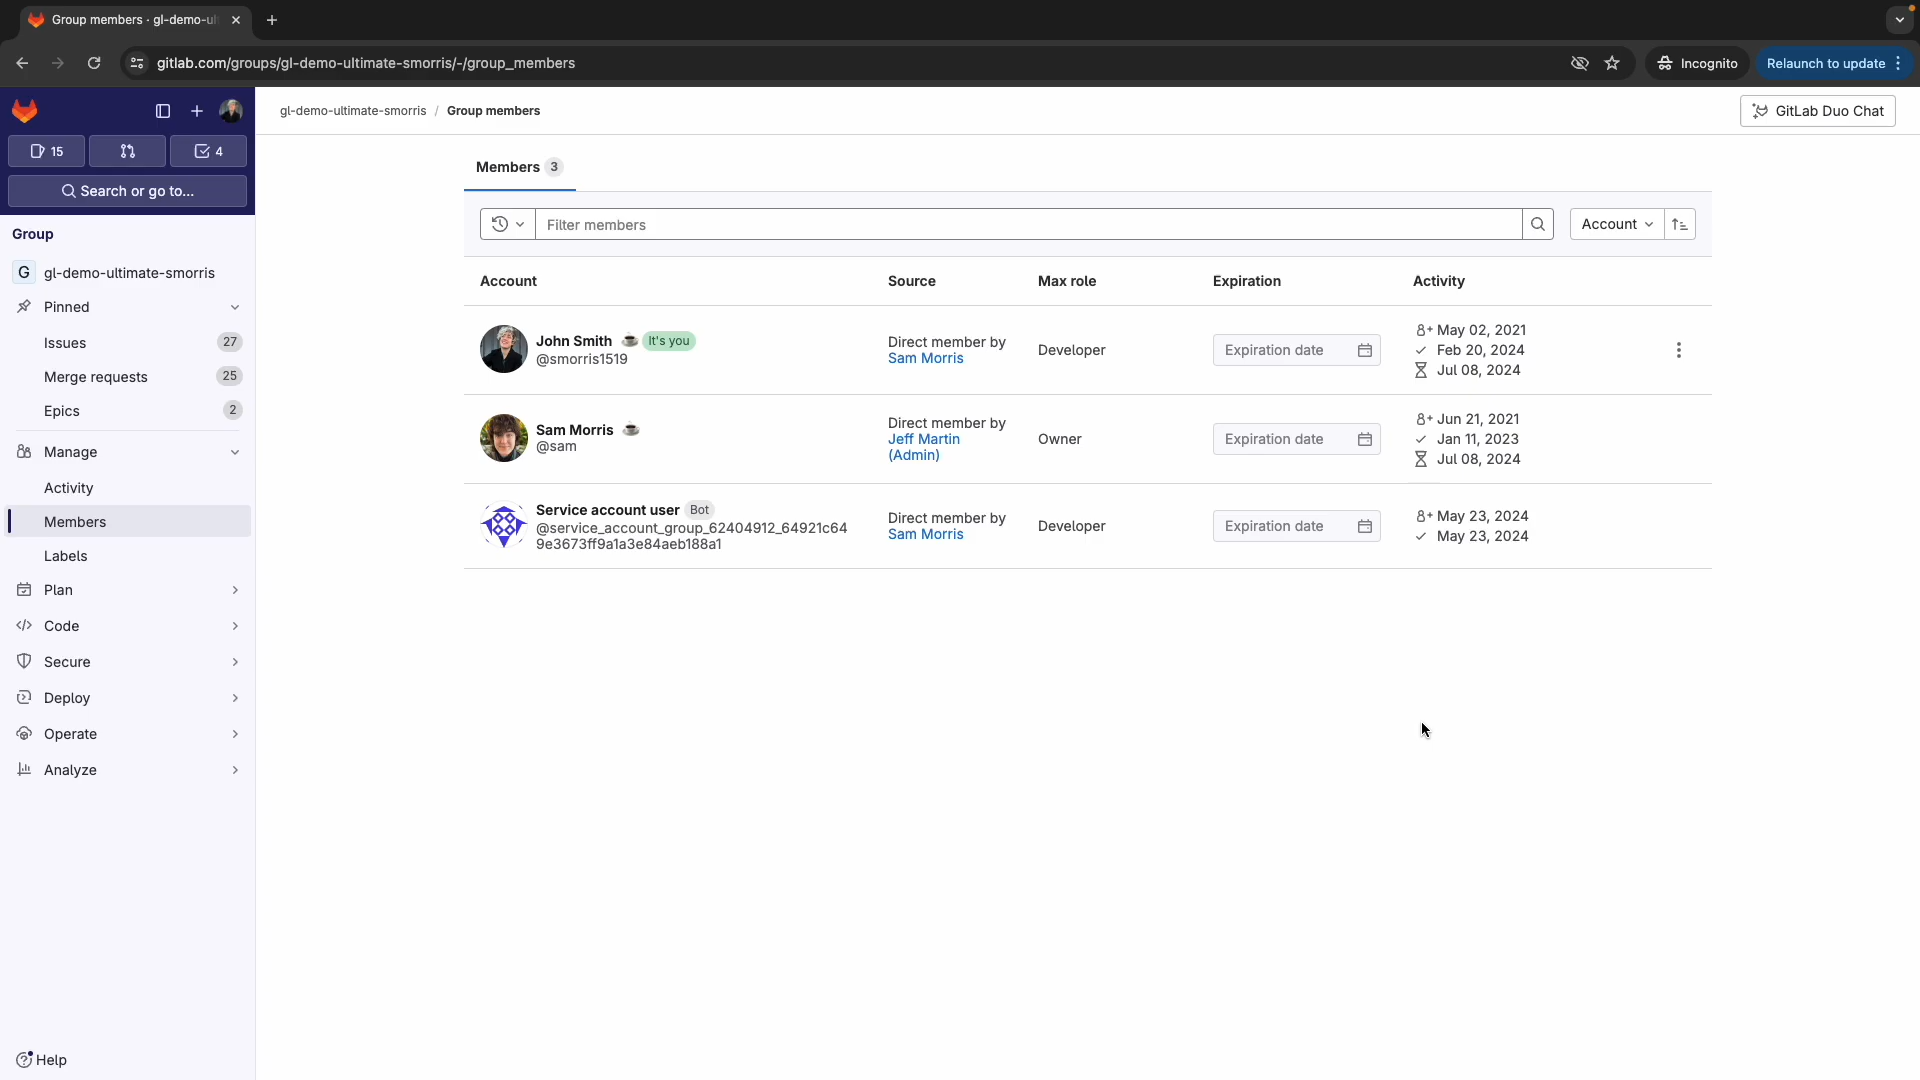 Group members · gl-demo-ul
gitlab.com/groups/gl-demo-ultimate-smorris/-/group_members
Incognito
Relaunch to update
gl-demo-ultimate-smorris / Group members
GitLab Duo Chat
15
4
Search or go to...
Group
G gl-demo-ultimate-smorris
Pinned
Issues 27
Merge requests 25
Epics 2
Manage
Activity
Members
Labels
Plan
Code
Secure
Deploy
Operate
Analyze
Help
Members 3
Filter members
Account
Account Source Max role Expiration Activity
John Smith It's you
@smorris1519
Direct member by
Sam Morris
Developer
Expiration date
May 02, 2021
Feb 20, 2024
Jul 08, 2024
Sam Morris
@sam
Direct member by
Jeff Martin
(Admin)
Owner
Expiration date
Jun 21, 2021
Jan 11, 2023
Jul 08, 2024
Service account user Bot
@service_account_group_62404912_64921c64
9e3673ff9a1a3e84aeb188a1
Direct member by
Sam Morris
Developer
Expiration date
May 23, 2024
May 23, 2024